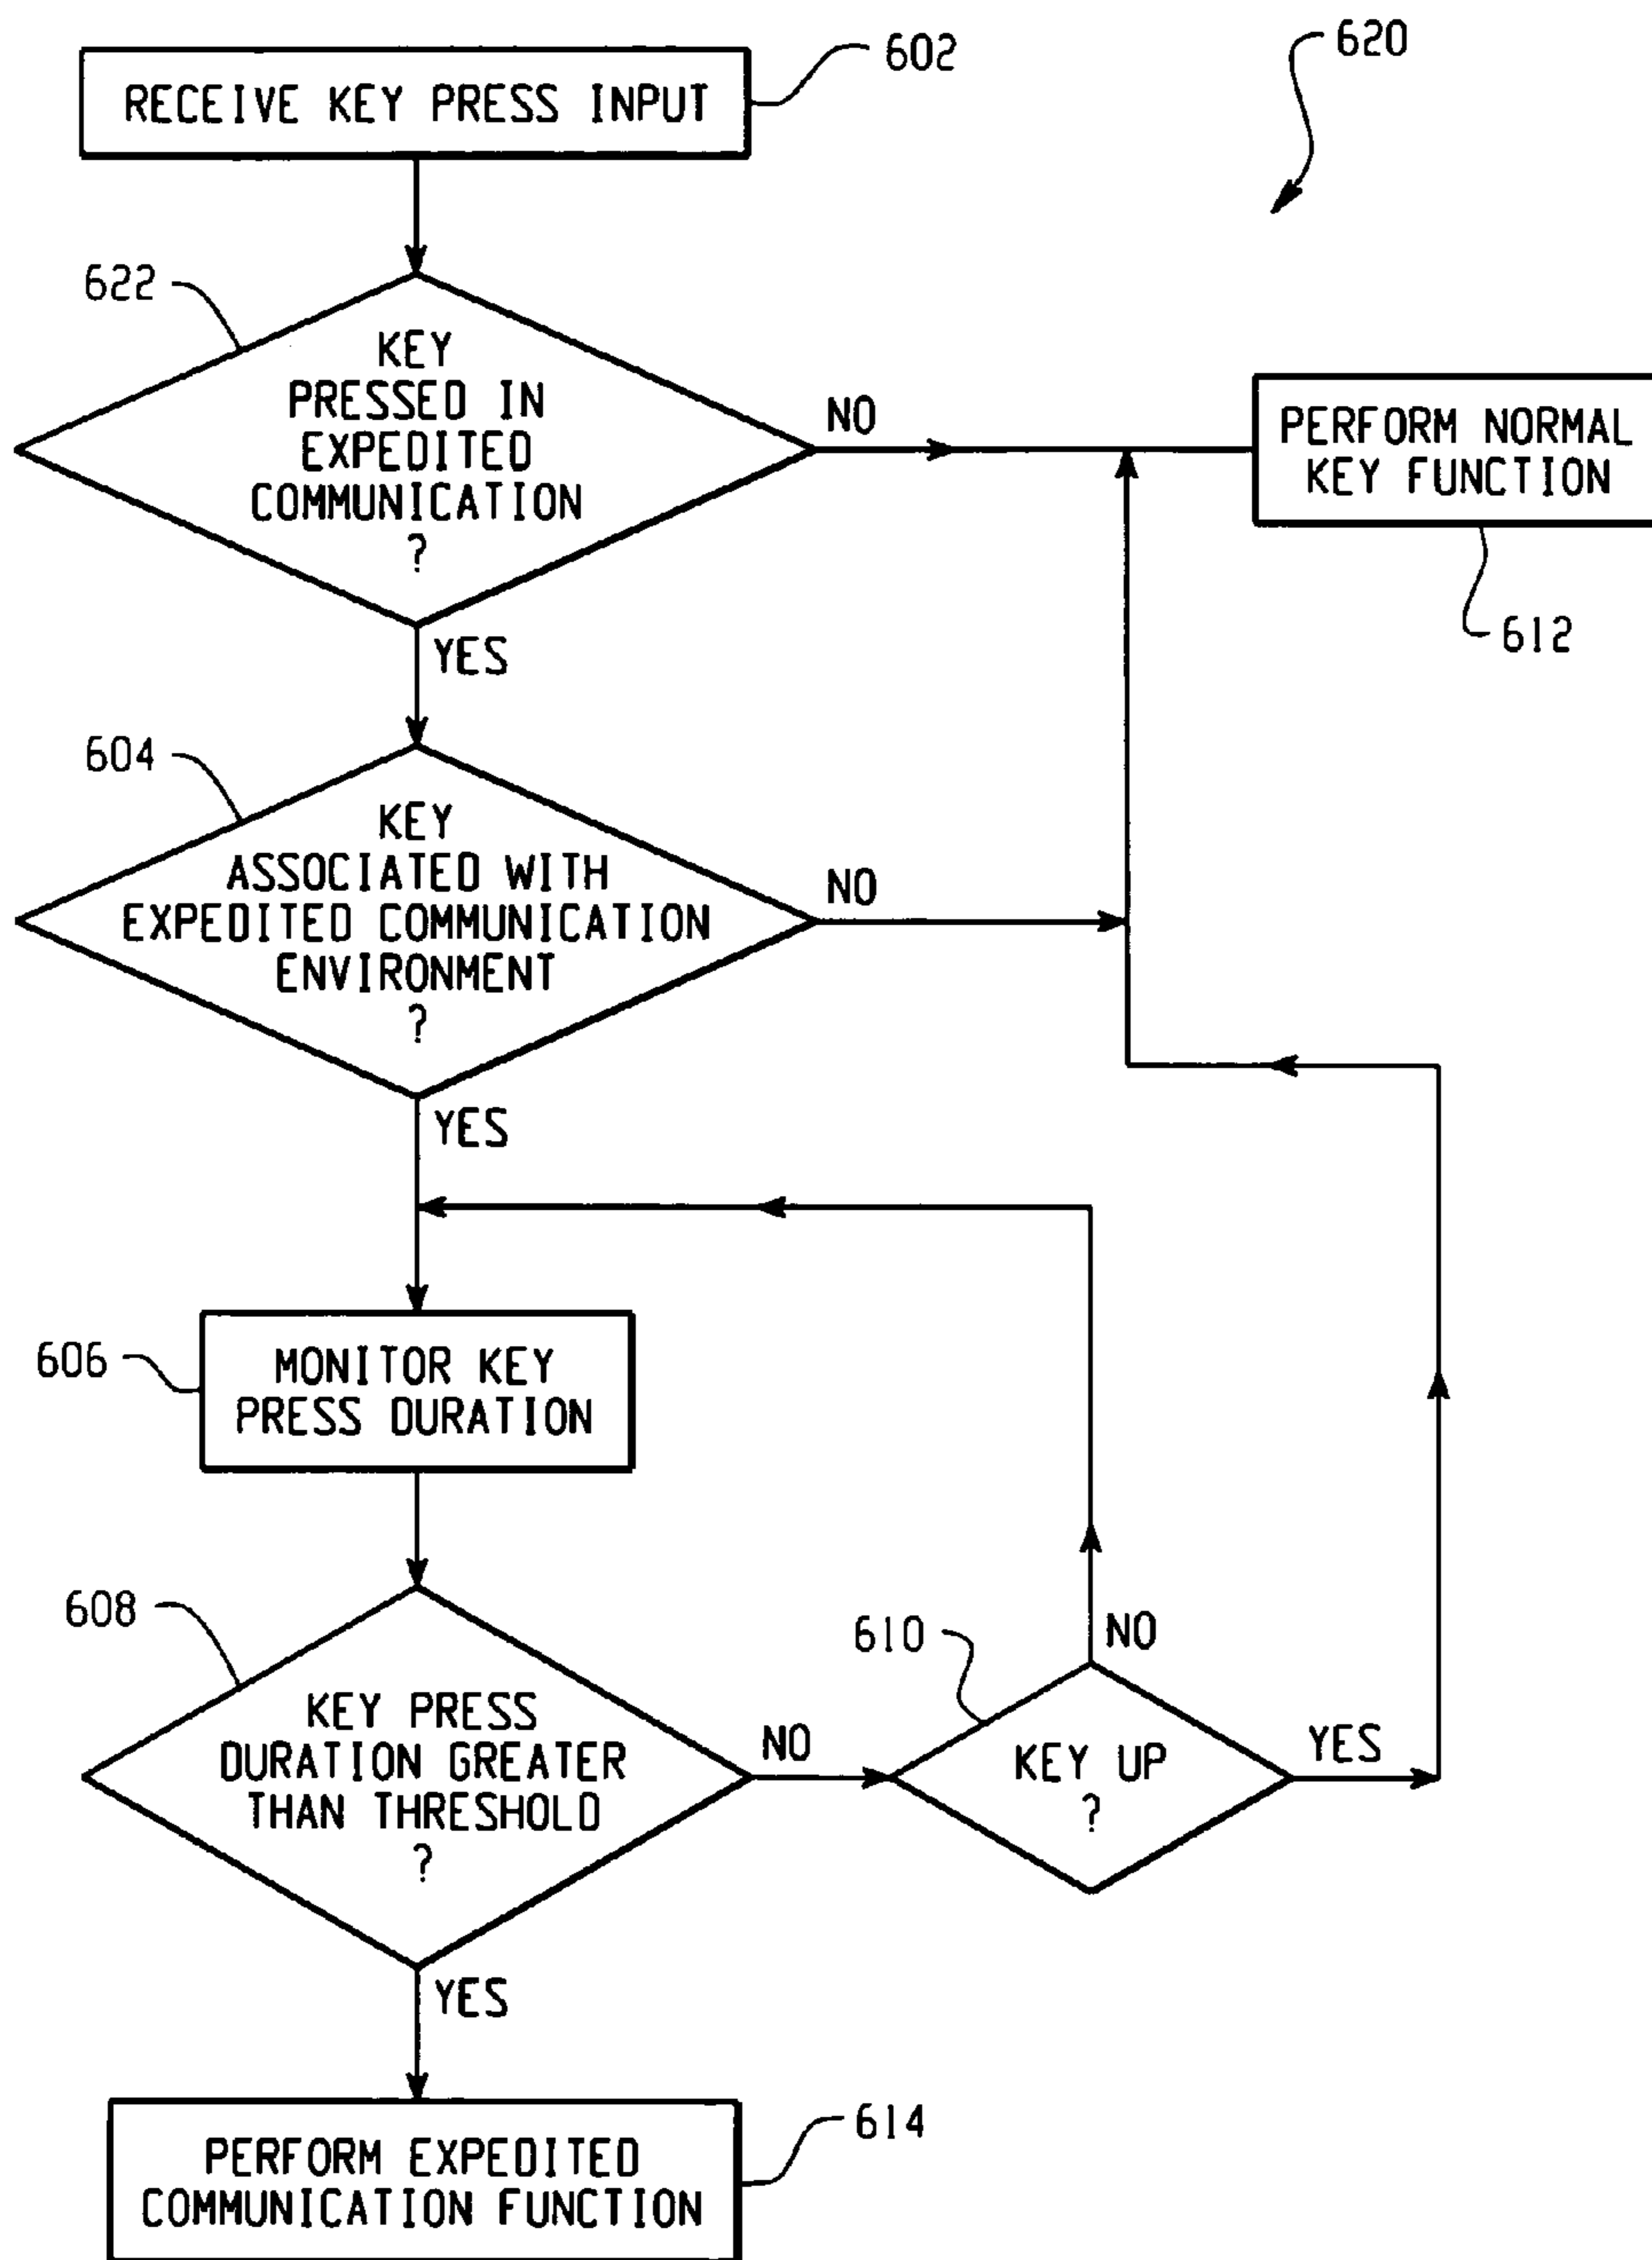 620
602
RECEIVE KEY PRESS INPUT
622
KEY
PRESSED IN
EXPEDITED
COMMUNICATION
?
NO
YES
PERFORM NORMAL
KEY FUNCTION
612
604
KEY
ASSOCIATED WITH
EXPEDITED COMMUNICATION
ENVIRONMENT
?
NO
YES
606
MONITOR KEY
PRESS DURATION
608
KEY PRESS
DURATION GREATER
THAN THRESHOLD
?
NO
YES
610
KEY UP
?
NO
YES
614
PERFORM EXPEDITED
COMMUNICATION FUNCTION